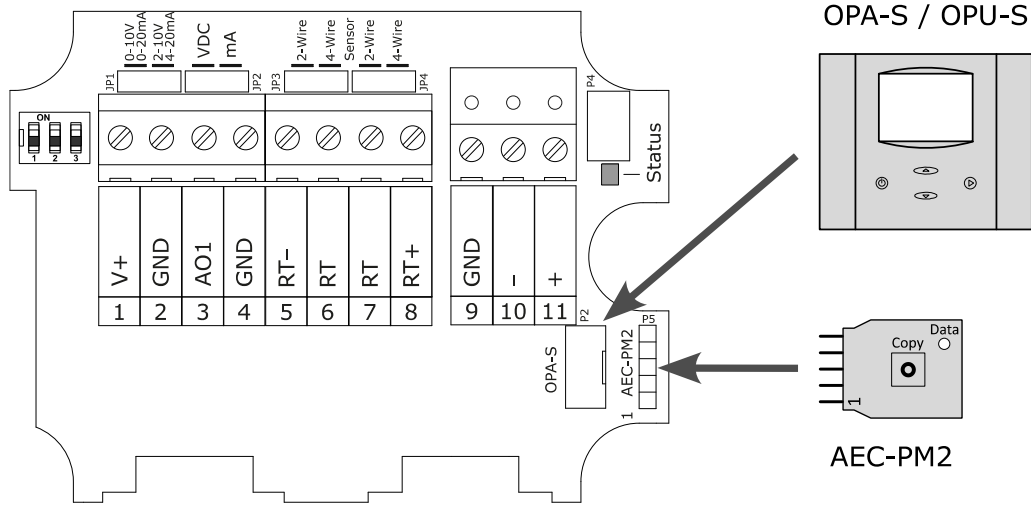 OPA-S / OPU-S
0-10V
0-20mA
2-10V
4-20mA
VDC
mA
2-Wire
4-Wire
Sensor
2-Wire
4-Wire
JP1
JP2
JP3
JP4
P4
ON
1 2 3
Status
V+
GND
AO1
GND
RT-
RT
RT
RT+
GND
-
+
1 2 3 4 5 6 7 8 9 10 11
P2
P5
OPA-S
AEC-PM2
1
Data
Copy
1
AEC-PM2